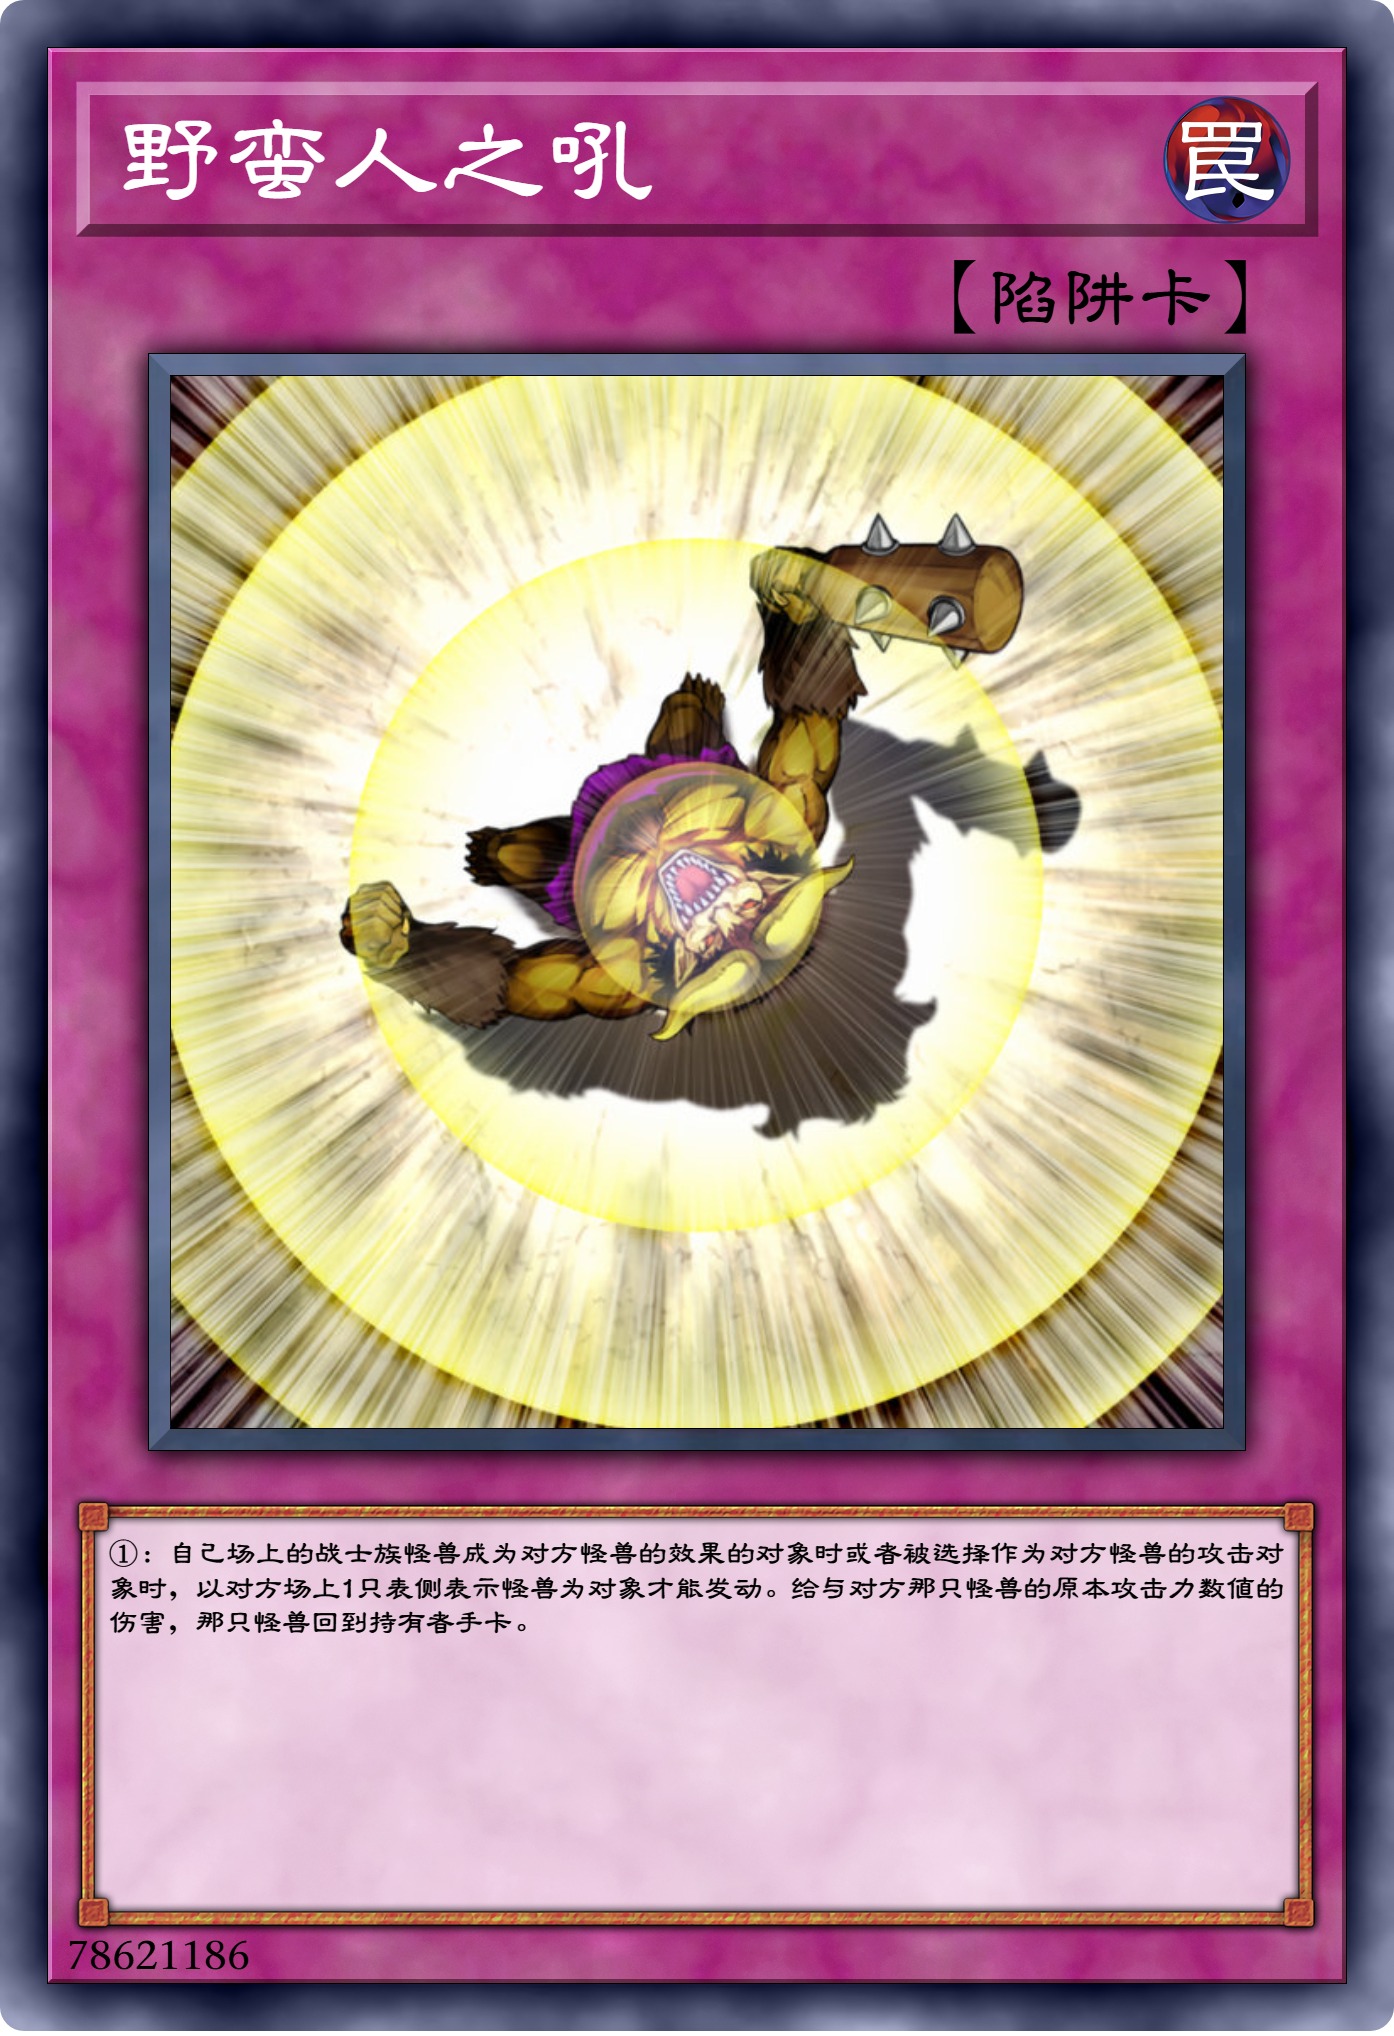 野蛮人之吼
罠
【陷阱卡】
①：自己场上的战士族怪兽成为对方怪兽的效果的对象时或者被选择作为对方怪兽的攻击对
象时，以对方场上1只表侧表示怪兽为对象才能发动。给与对方那只怪兽的原本攻击力数值的
伤害，那只怪兽回到持有者手卡。
78621186